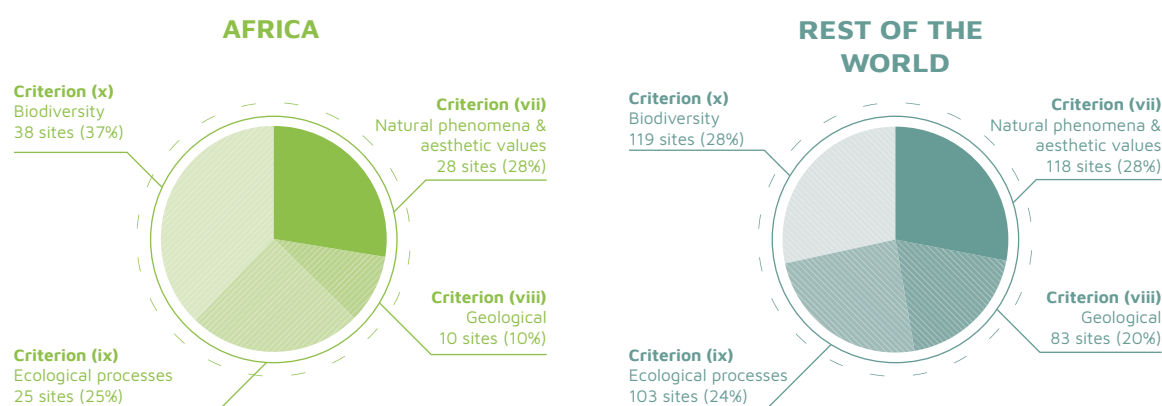 AFRICA
Criterion (x)
Biodiversity
38 sites (37%)
Criterion (vii)
Natural phenomena &
aesthetic values
28 sites (28%)
Criterion (viii)
Geological
10 sites (10%)
Criterion (ix)
Ecological processes
25 sites (25%)
REST OF THE
WORLD
Criterion (x)
Biodiversity
119 sites (28%)
Criterion (vii)
Natural phenomena &
aesthetic values
118 sites (28%)
Criterion (viii)
Geological
83 sites (20%)
Criterion (ix)
Ecological processes
103 sites (24%)